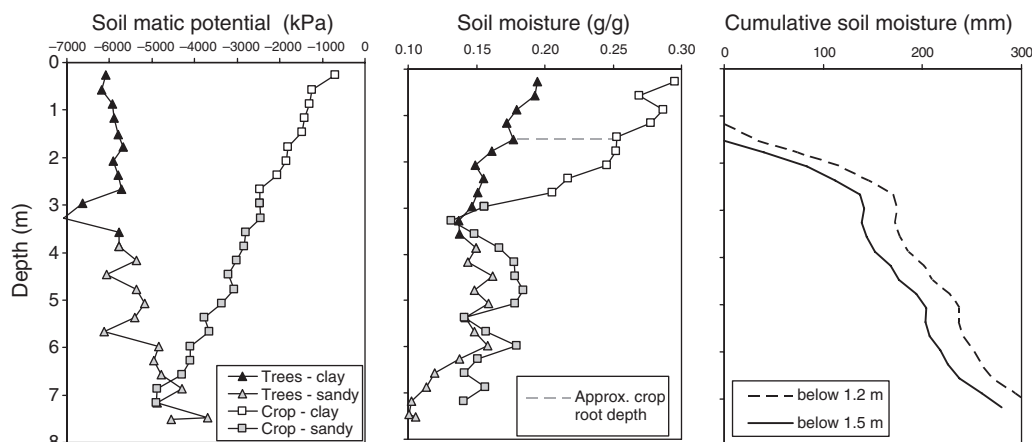 Soil matic potential (kPa)
−7000 −6000 −5000 −4000 −3000 −2000 −1000 0
Depth (m)
0
1
2
3
4
5
6
7
8
Trees - clay
Trees - sandy
Crop - clay
Crop - sandy
Soil moisture (g/g)
0.10 0.15 0.20 0.25 0.30
Approx. crop
root depth
Cumulative soil moisture (mm)
0 100 200 300
below 1.2 m
below 1.5 m